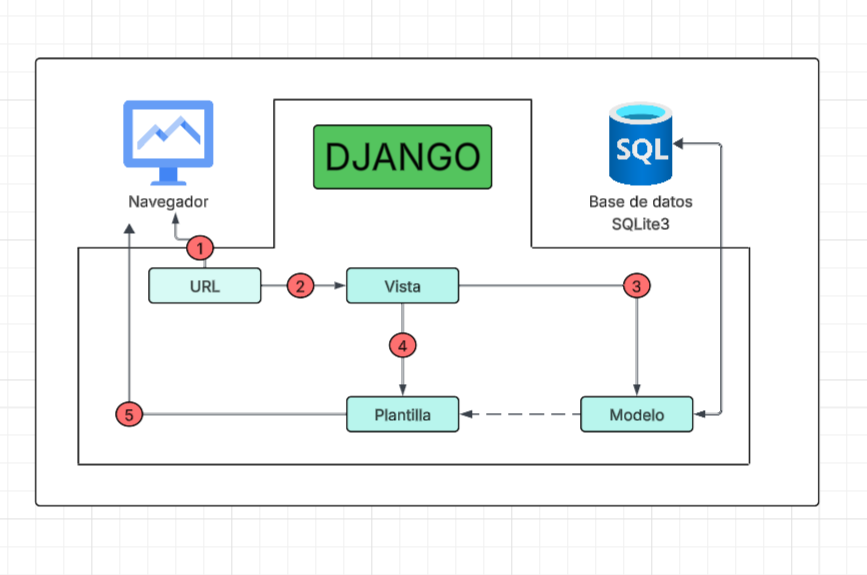 DJANGO
SQL
Navegador
Base de datos
SQLite3
1
URL
2
Vista
3
4
5
Plantilla
Modelo